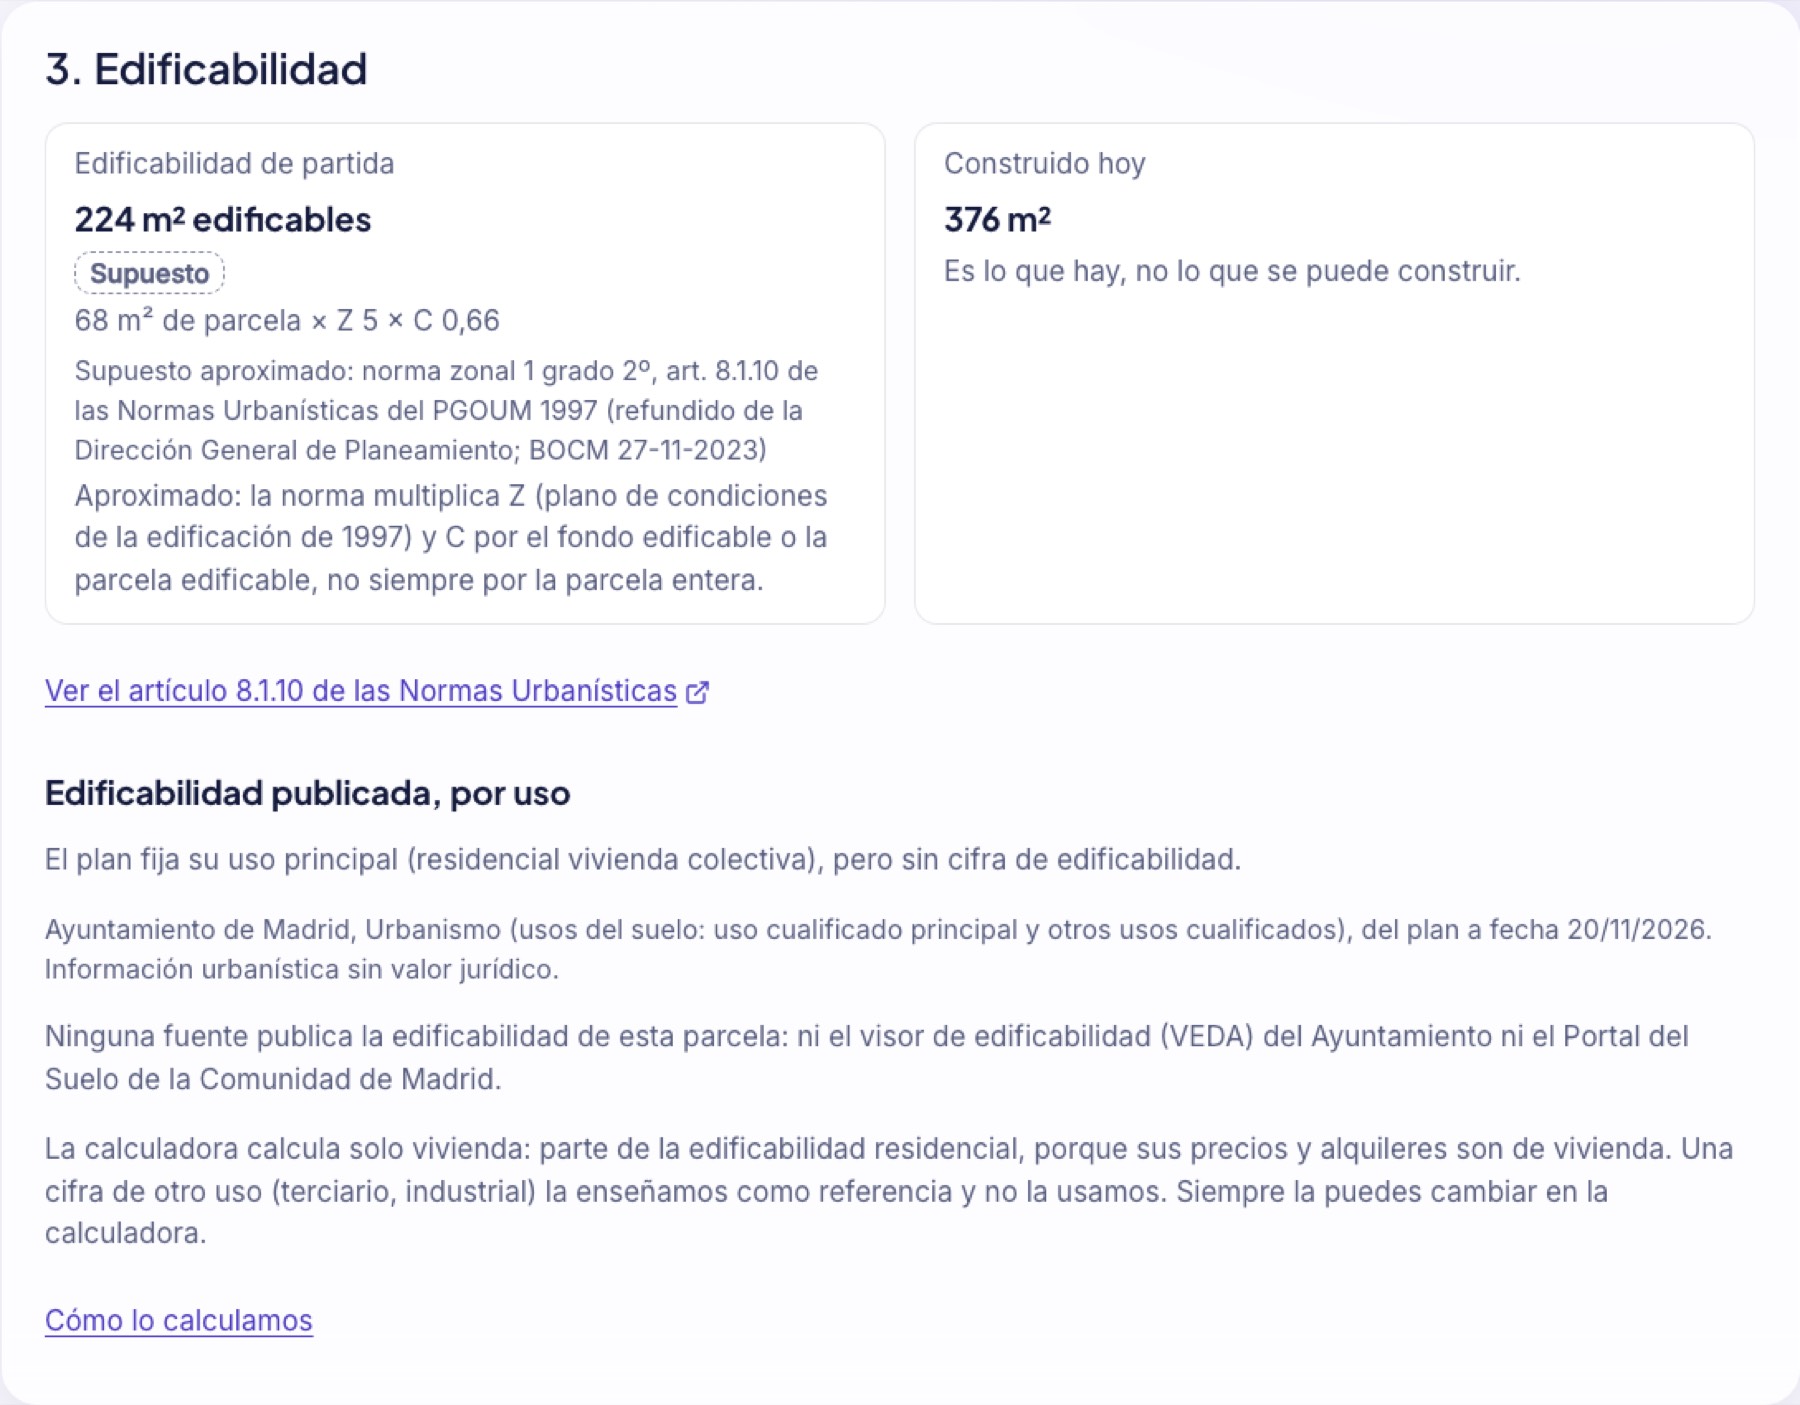 3. Edificabilidad
Edificabilidad de partida
224 m² edificables
Supuesto
68 m² de parcela × Z 5 × C 0,66
Supuesto aproximado: norma zonal 1 grado 2º, art. 8.1.10 de
las Normas Urbanísticas del PGOUM 1997 (refundido de la
Dirección General de Planeamiento; BOCM 27-11-2023)
Aproximado: la norma multiplica Z (plano de condiciones
de la edificación de 1997) y C por el fondo edificable o la
parcela edificable, no siempre por la parcela entera.
Construido hoy
376 m²
Es lo que hay, no lo que se puede construir.
Ver el artículo 8.1.10 de las Normas Urbanísticas
Edificabilidad publicada, por uso
El plan fija su uso principal (residencial vivienda colectiva), pero sin cifra de edificabilidad.
Ayuntamiento de Madrid, Urbanismo (usos del suelo: uso cualificado principal y otros usos cualificados), del plan a fecha 20/11/2026.
Información urbanística sin valor jurídico.
Ninguna fuente publica la edificabilidad de esta parcela: ni el visor de edificabilidad (VEDA) del Ayuntamiento ni el Portal del
Suelo de la Comunidad de Madrid.
La calculadora calcula solo vivienda: parte de la edificabilidad residencial, porque sus precios y alquileres son de vivienda. Una
cifra de otro uso (terciario, industrial) la enseñamos como referencia y no la usamos. Siempre la puedes cambiar en la
calculadora.
Cómo lo calculamos